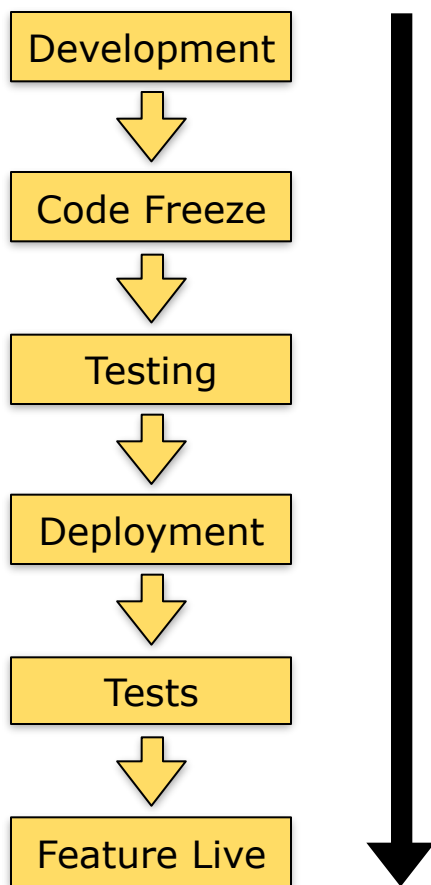 Development
Code Freeze
Testing
Deployment
Tests
Feature Live